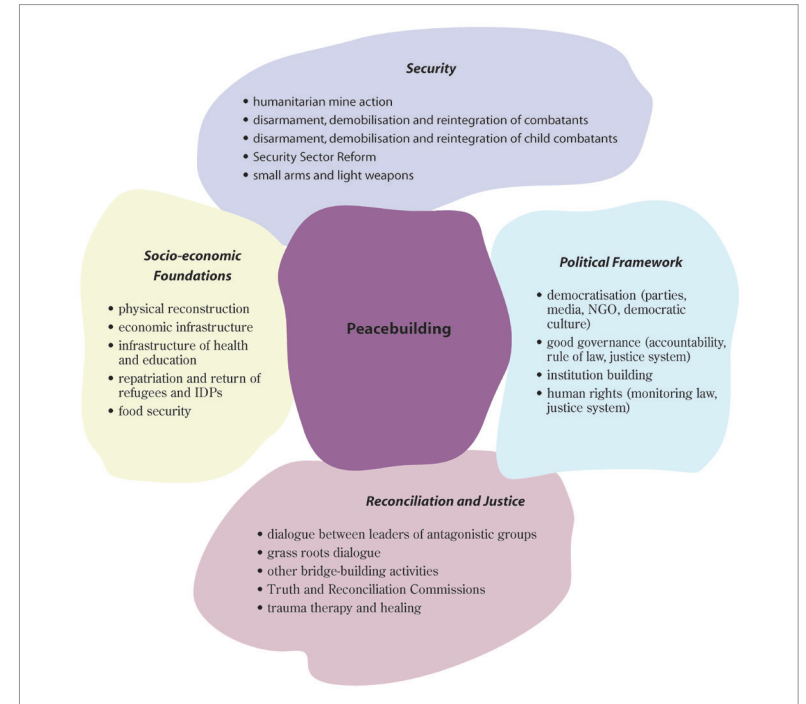 Security
• humanitarian mine action
• disarmament, demobilisation and reintegration of combatants
• disarmament, demobilisation and reintegration of child combatants
• Security Sector Reform
• small arms and light weapons
Socio-economic
Foundations
• physical reconstruction
• economic infrastructure
• infrastructure of health
and education
• repatriation and return of
refugees and IDPs
• food security
Peacebuilding
Political Framework
• democratisation (parties,
media, NGO, democratic
culture)
• good governance (accountability,
rule of law, justice system)
• institution building
• human rights (monitoring law,
justice system)
Reconciliation and Justice
• dialogue between leaders of antagonistic groups
• grass roots dialogue
• other bridge-building activities
• Truth and Reconciliation Commissions
• trauma therapy and healing